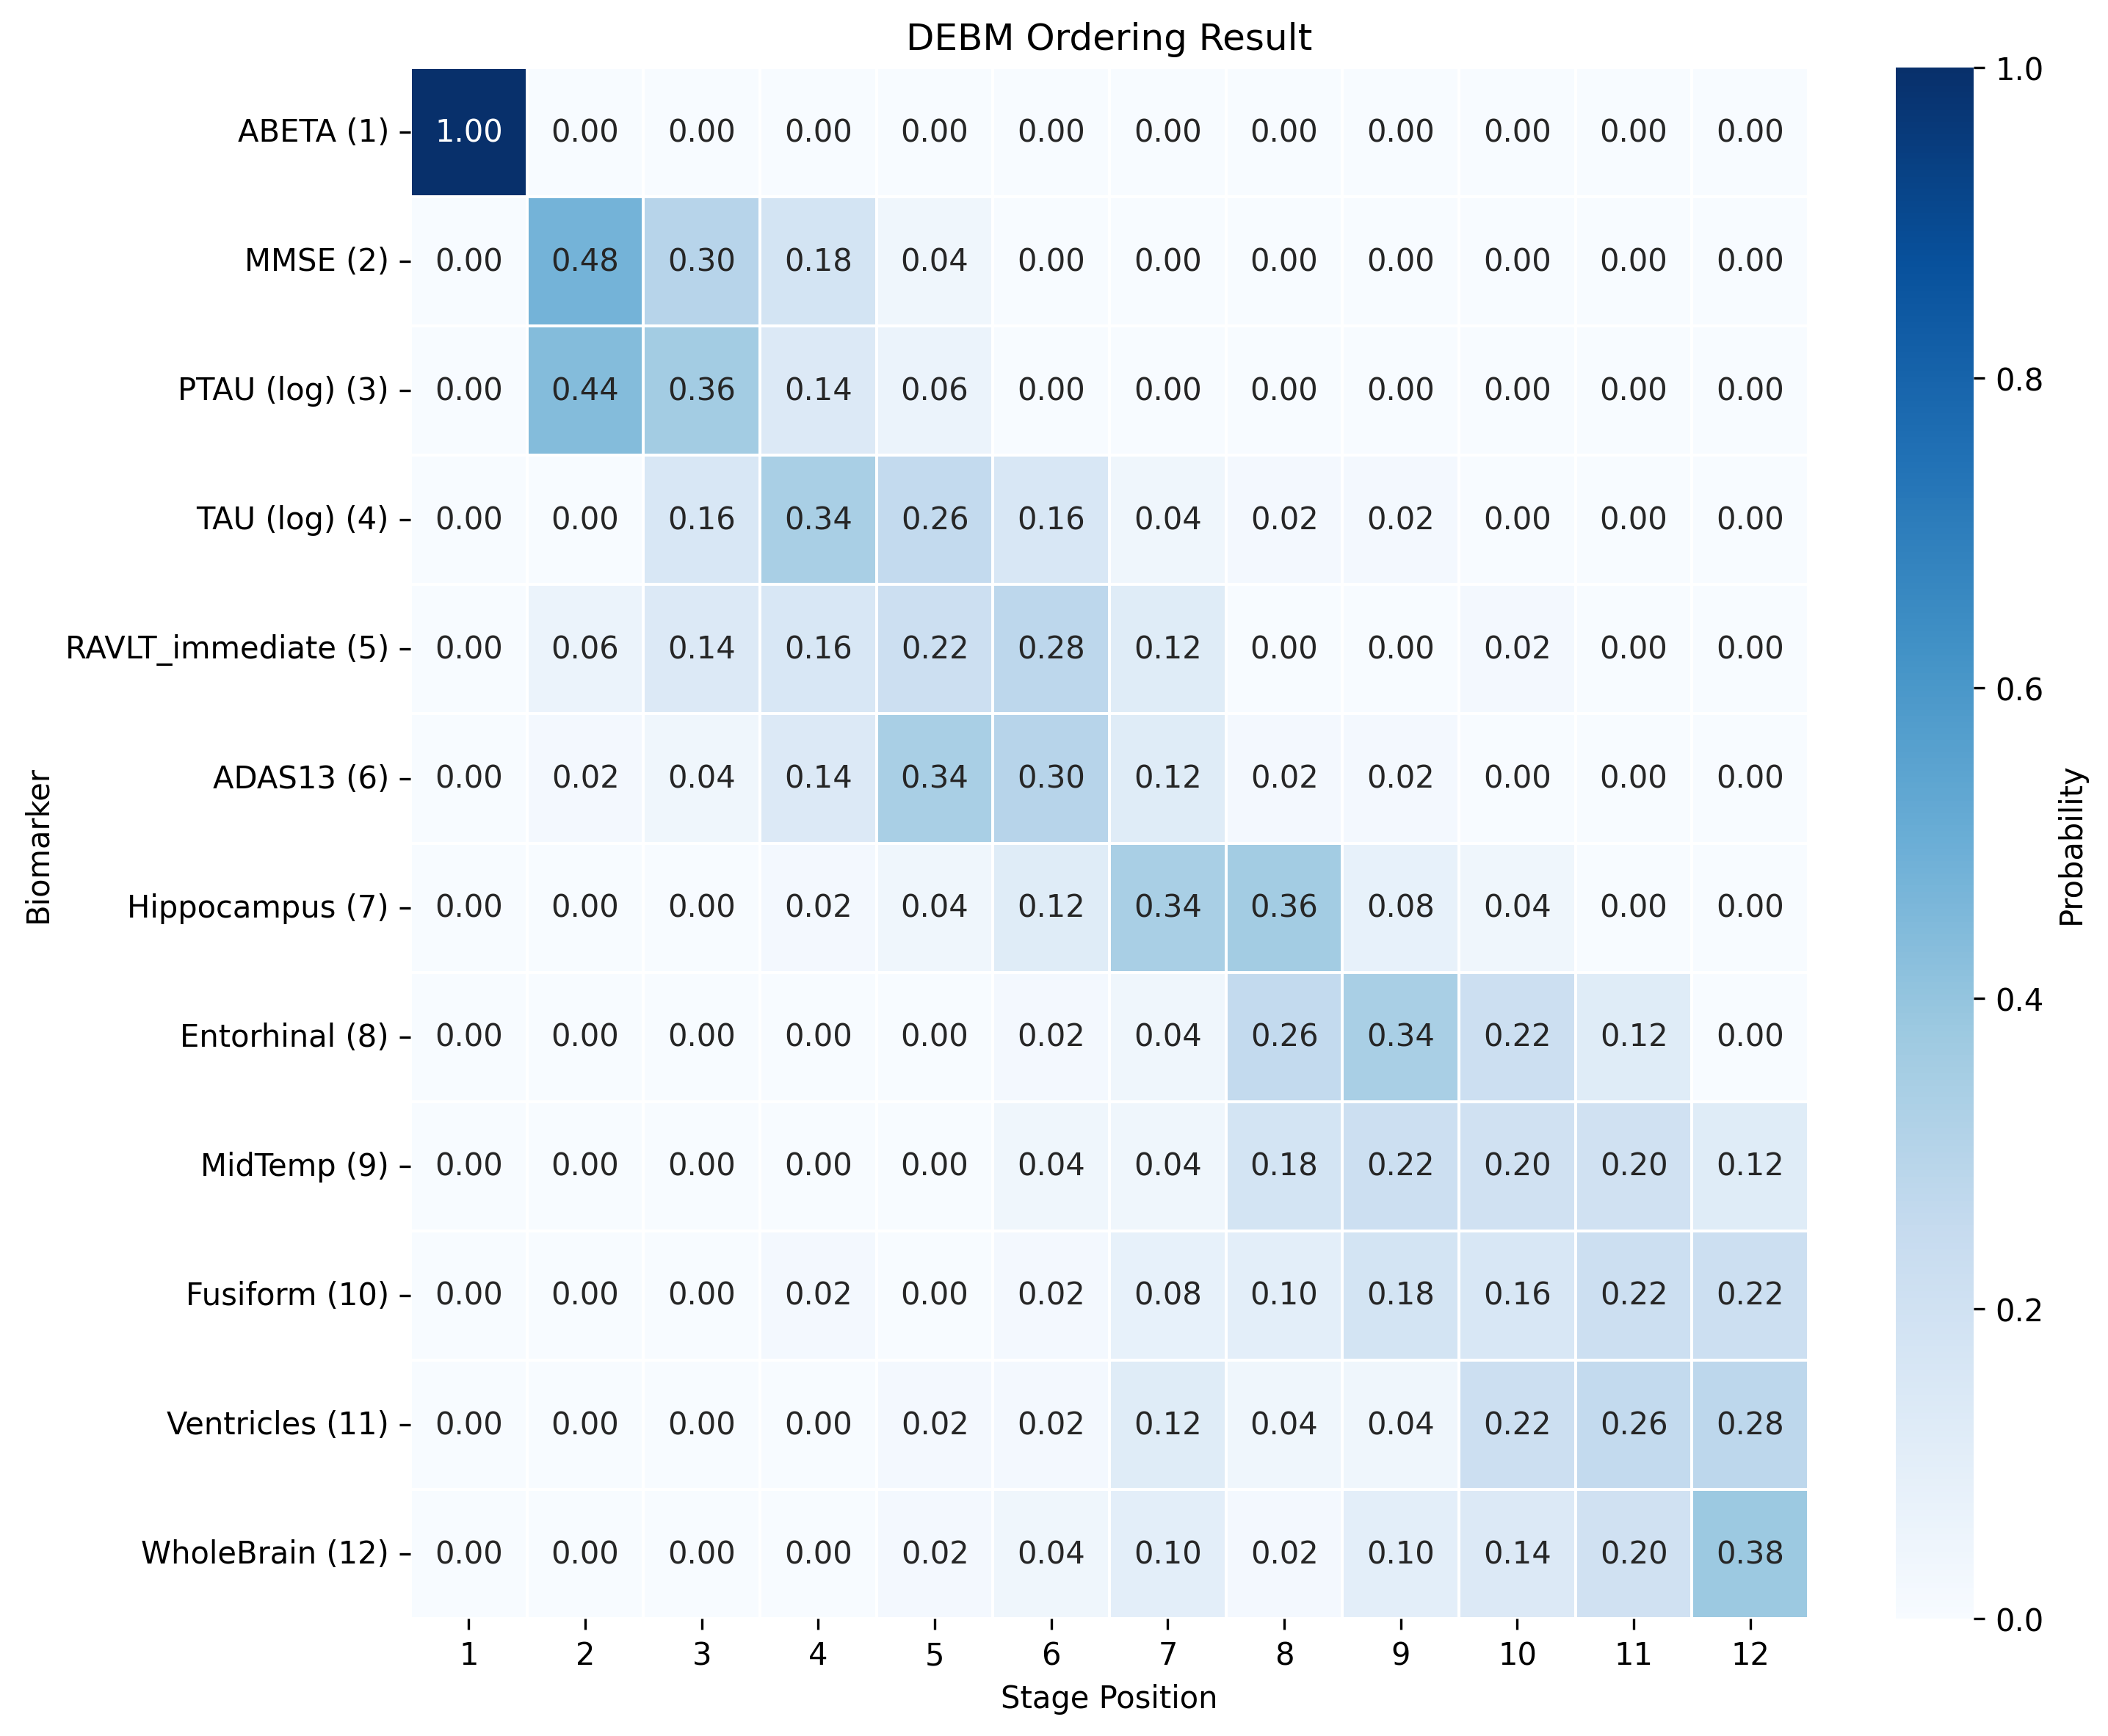 DEBM Ordering Result
ABETA (1) 1.00 0.00 0.00 0.00 0.00 0.00 0.00 0.00 0.00 0.00 0.00 0.00
MMSE (2) 0.00 0.48 0.30 0.18 0.04 0.00 0.00 0.00 0.00 0.00 0.00 0.00
PTAU (log) (3) 0.00 0.44 0.36 0.14 0.06 0.00 0.00 0.00 0.00 0.00 0.00 0.00
TAU (log) (4) 0.00 0.00 0.16 0.34 0.26 0.16 0.04 0.02 0.02 0.00 0.00 0.00
RAVLT_immediate (5) 0.00 0.06 0.14 0.16 0.22 0.28 0.12 0.00 0.00 0.02 0.00 0.00
ADAS13 (6) 0.00 0.02 0.04 0.14 0.34 0.30 0.12 0.02 0.02 0.00 0.00 0.00
Hippocampus (7) 0.00 0.00 0.00 0.02 0.04 0.12 0.34 0.36 0.08 0.04 0.00 0.00
Entorhinal (8) 0.00 0.00 0.00 0.00 0.00 0.02 0.04 0.26 0.34 0.22 0.12 0.00
MidTemp (9) 0.00 0.00 0.00 0.00 0.00 0.04 0.04 0.18 0.22 0.20 0.20 0.12
Fusiform (10) 0.00 0.00 0.00 0.02 0.00 0.02 0.08 0.10 0.18 0.16 0.22 0.22
Ventricles (11) 0.00 0.00 0.00 0.00 0.02 0.02 0.12 0.04 0.04 0.22 0.26 0.28
WholeBrain (12) 0.00 0.00 0.00 0.00 0.02 0.04 0.10 0.02 0.10 0.14 0.20 0.38
1 2 3 4 5 6 7 8 9 10 11 12
Stage Position
Biomarker
1.0
0.8
0.6
0.4
0.2
0.0
Probability